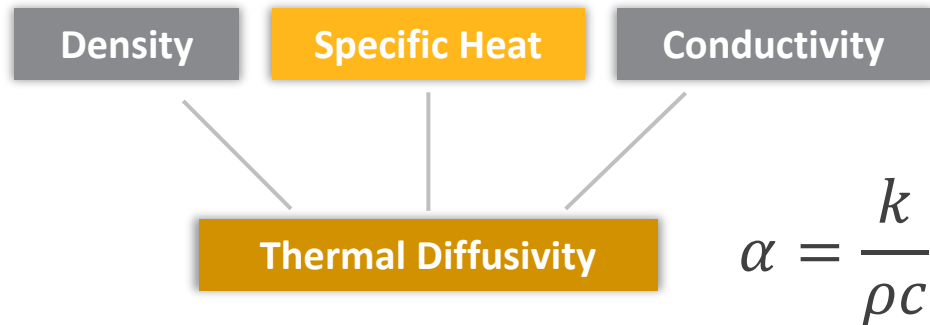 Density
Specific Heat
Conductivity
Thermal Diffusivity
α = k / ρc